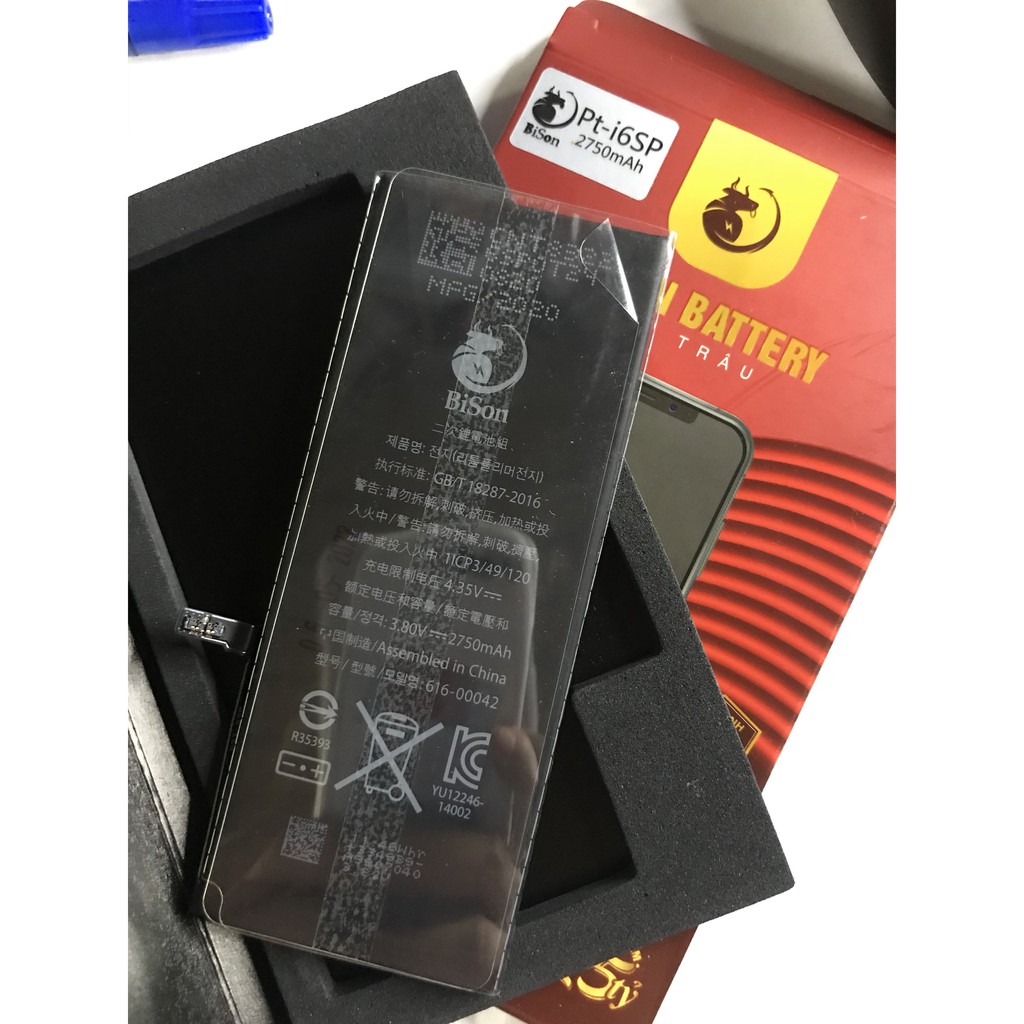 BiSon
Pt-i6SP
2750mAh
BATTERY
TRÂU
BiSon
二次鋰電池組
제품명: 전지(리튬폴리머전지)
执行标准: GB/T 18287-2016
警告: 请勿拆解,刺破,挤压,加热或投
入火中/警告:請勿拆解,刺破,擠壓,
加熱或投入火中 1ICP3/49/120
充电限制电压 4.35V
额定电压和容量/額定電壓和
容量/정격: 3.80V 2750mAh
中国制造/Assembled in China
型号/型號/모델명: 616-00042
R35393
YU12246-
14002